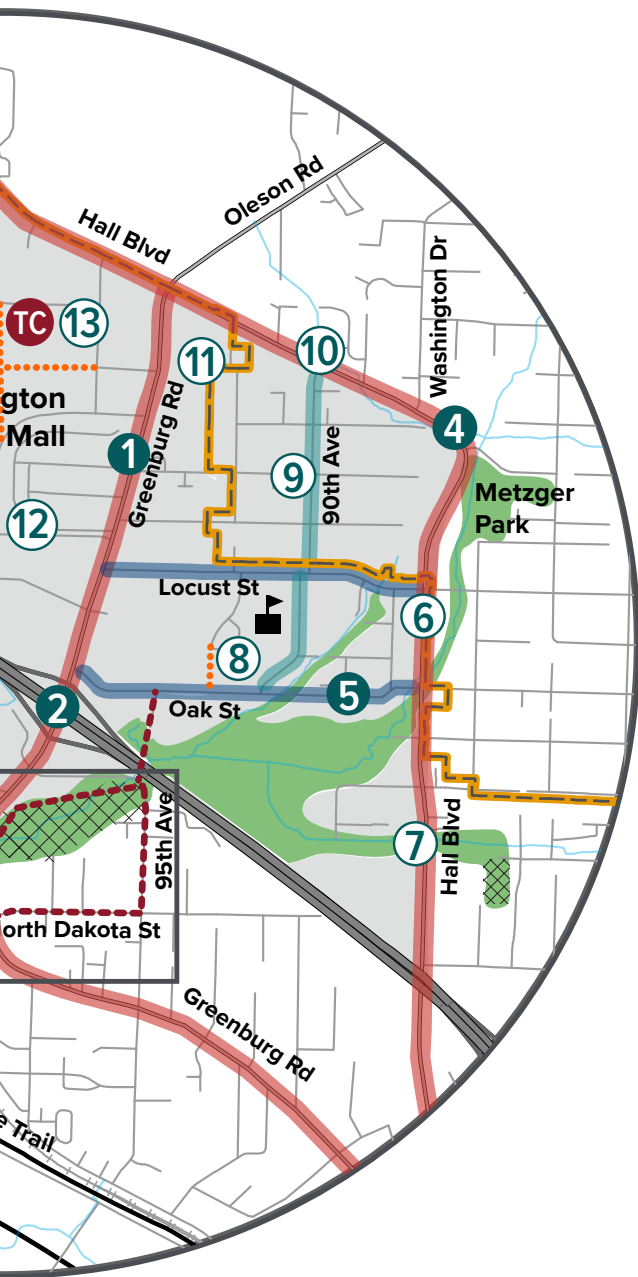 Oleson Rd
Hall Blvd
Washington Dr
TC
13
11
10
gton
Mall
4
1
Greenburg Rd
9
90th Ave
Metzger
Park
12
Locust St
6
8
5
2
Oak St
95th Ave
7
Hall Blvd
orth Dakota St
Greenburg Rd
e Trail